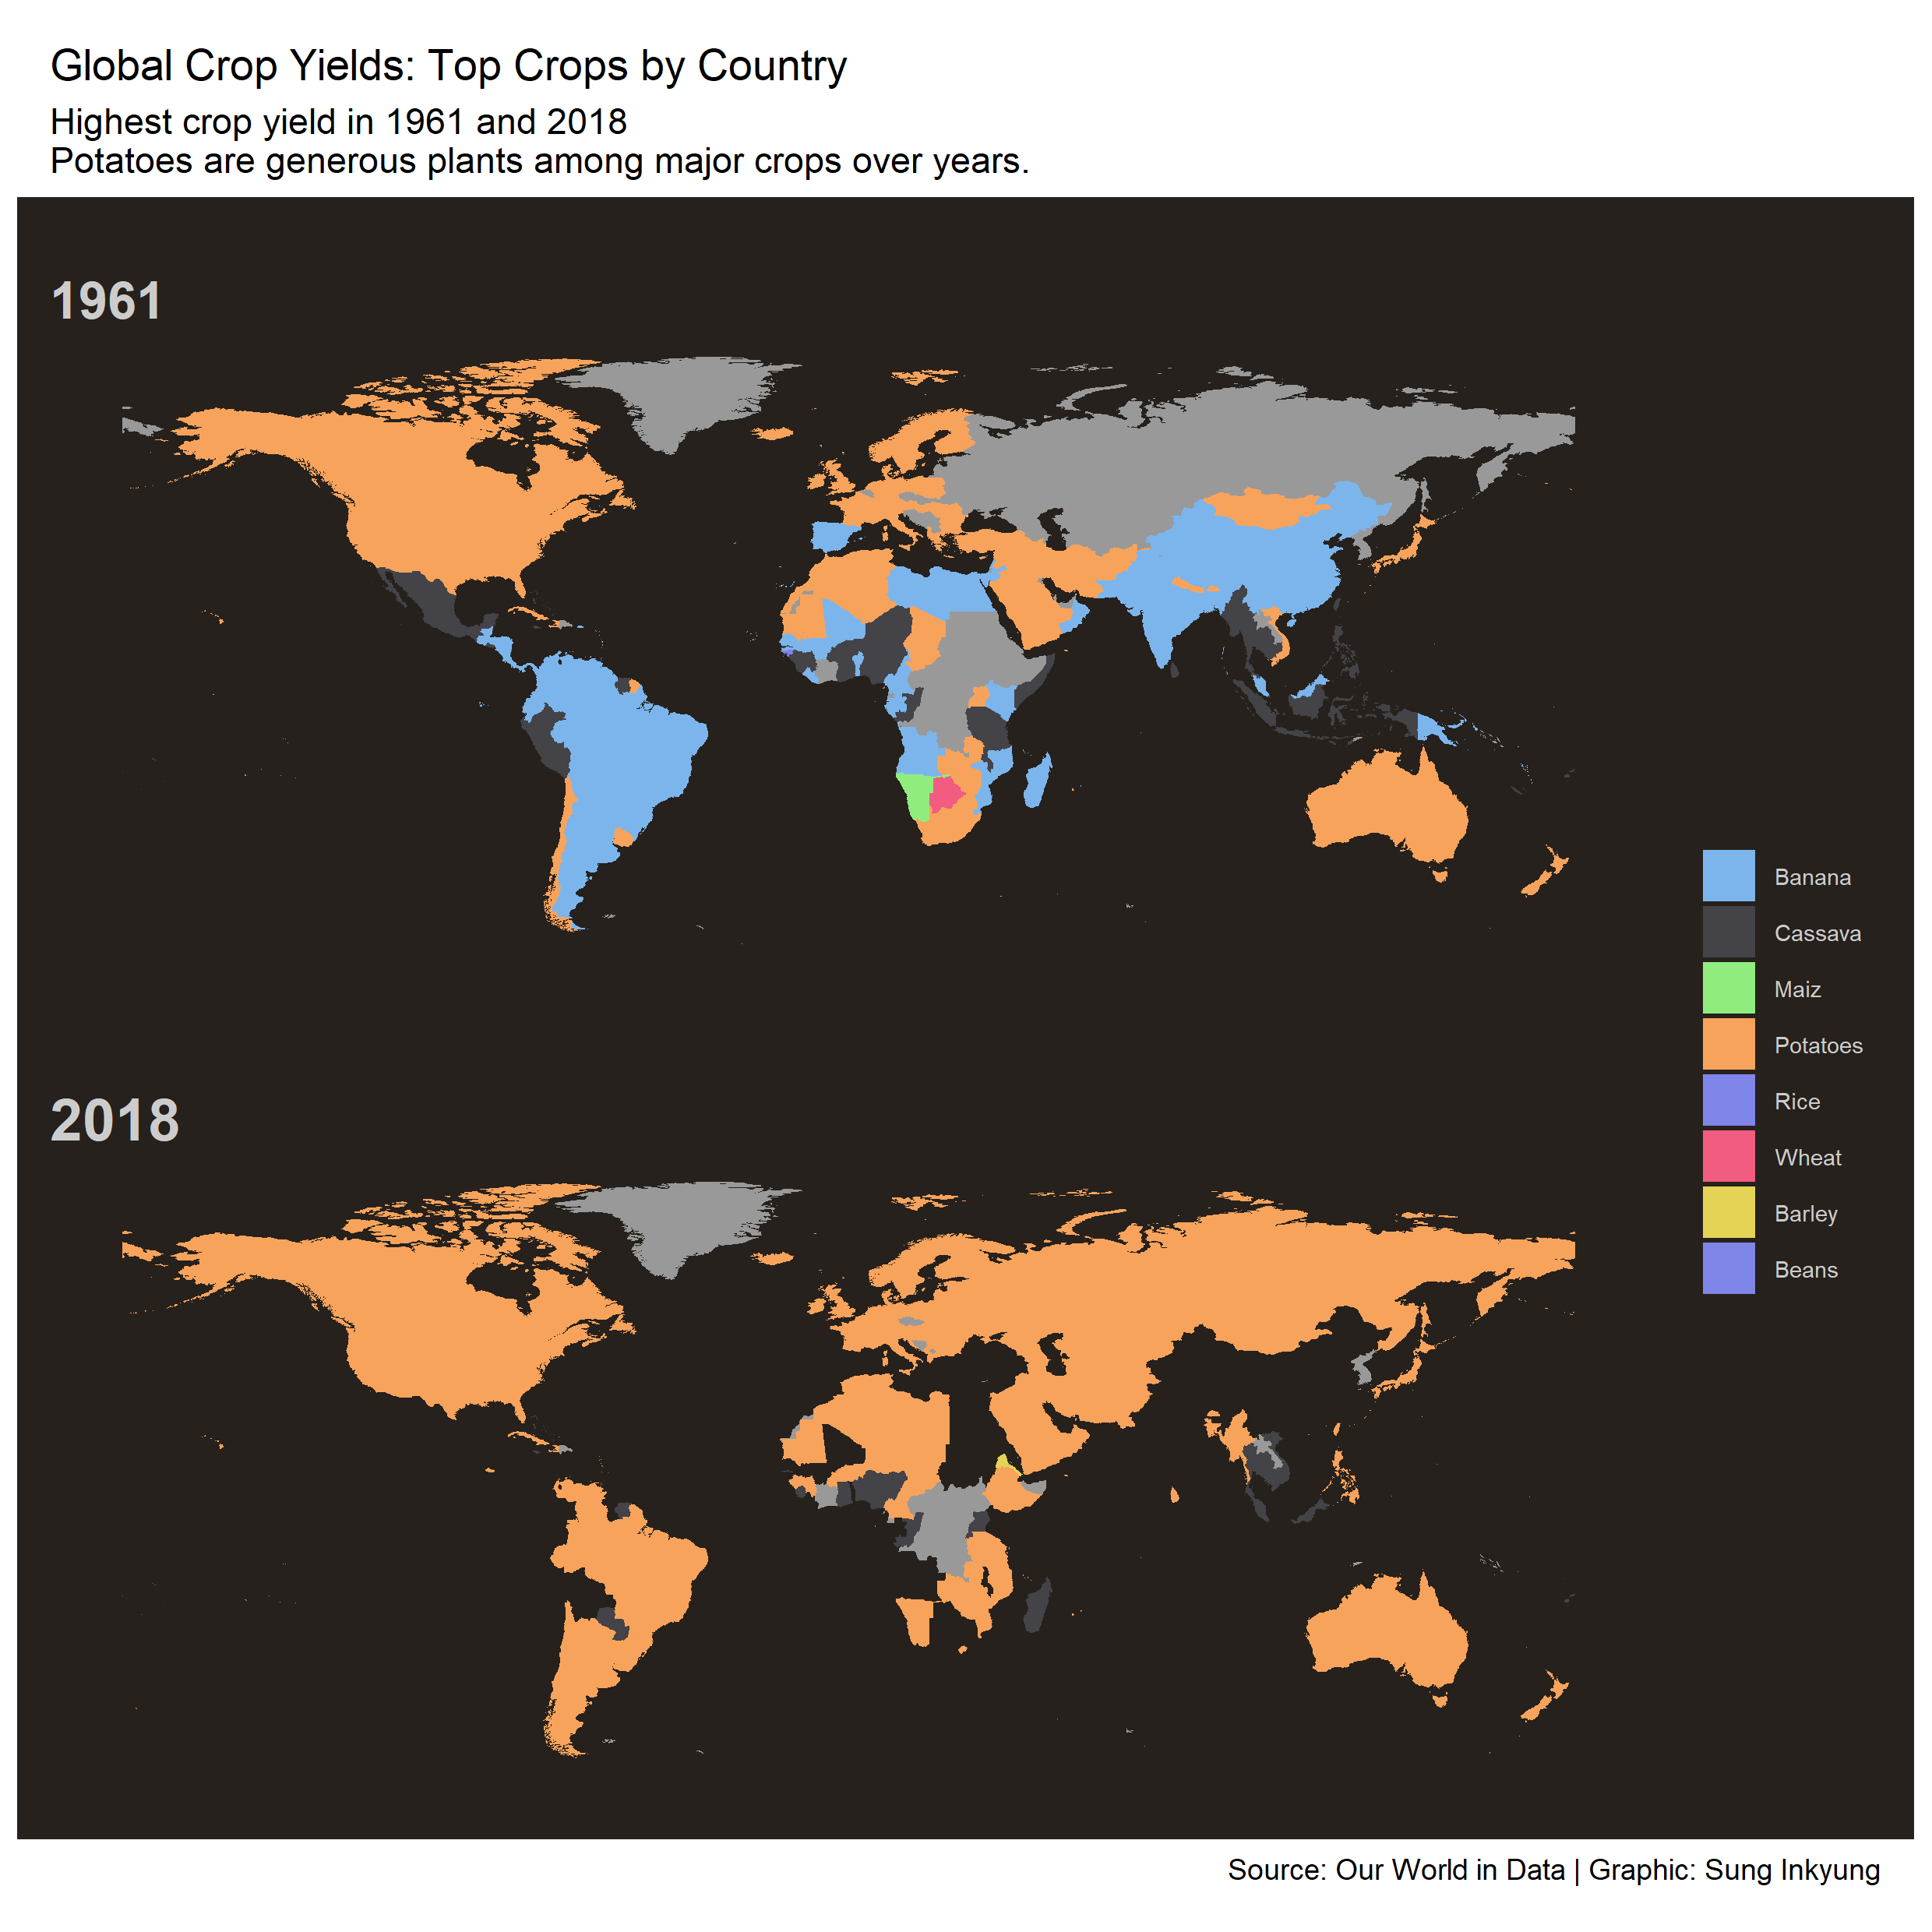 Global Crop Yields: Top Crops by Country
Highest crop yield in 1961 and 2018
Potatoes are generous plants among major crops over years.
1961
Banana
Cassava
Maiz
Potatoes
Rice
Wheat
Barley
Beans
2018
Source: Our World in Data | Graphic: Sung Inkyung